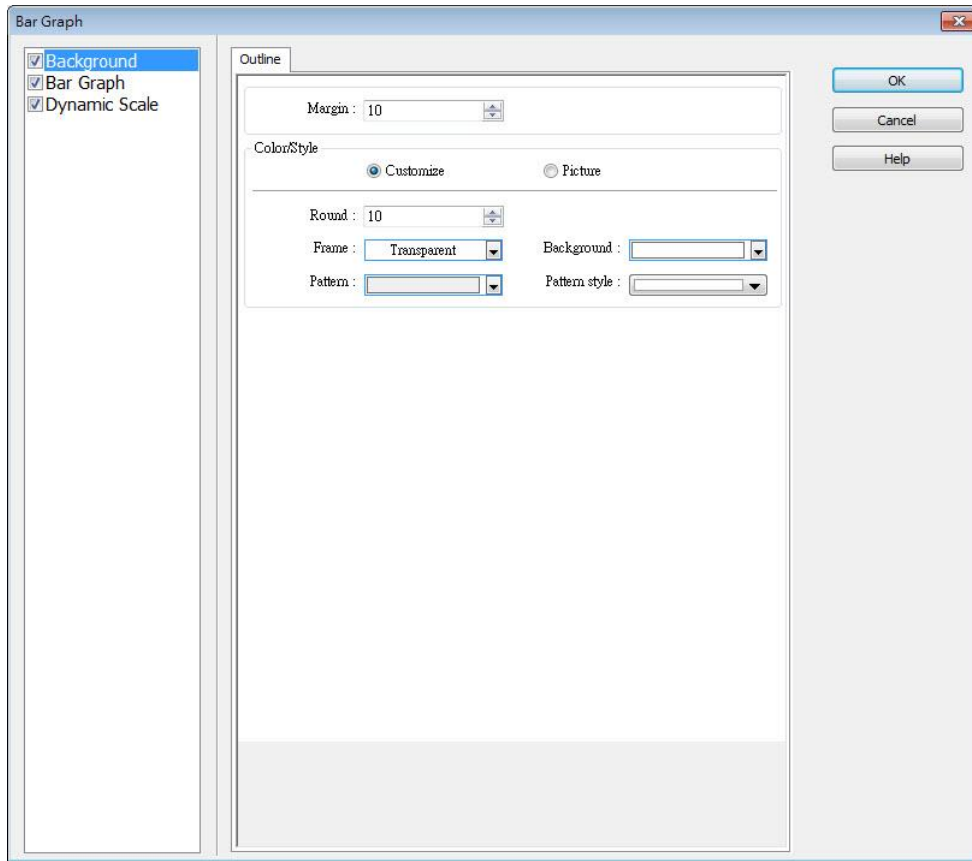 Bar Graph
Background
Bar Graph
Dynamic Scale
Outline
Margin : 10
Color/Style
Customize Picture
Round : 10
Frame : Transparent Background :
Pattern : Pattern style :
OK
Cancel
Help